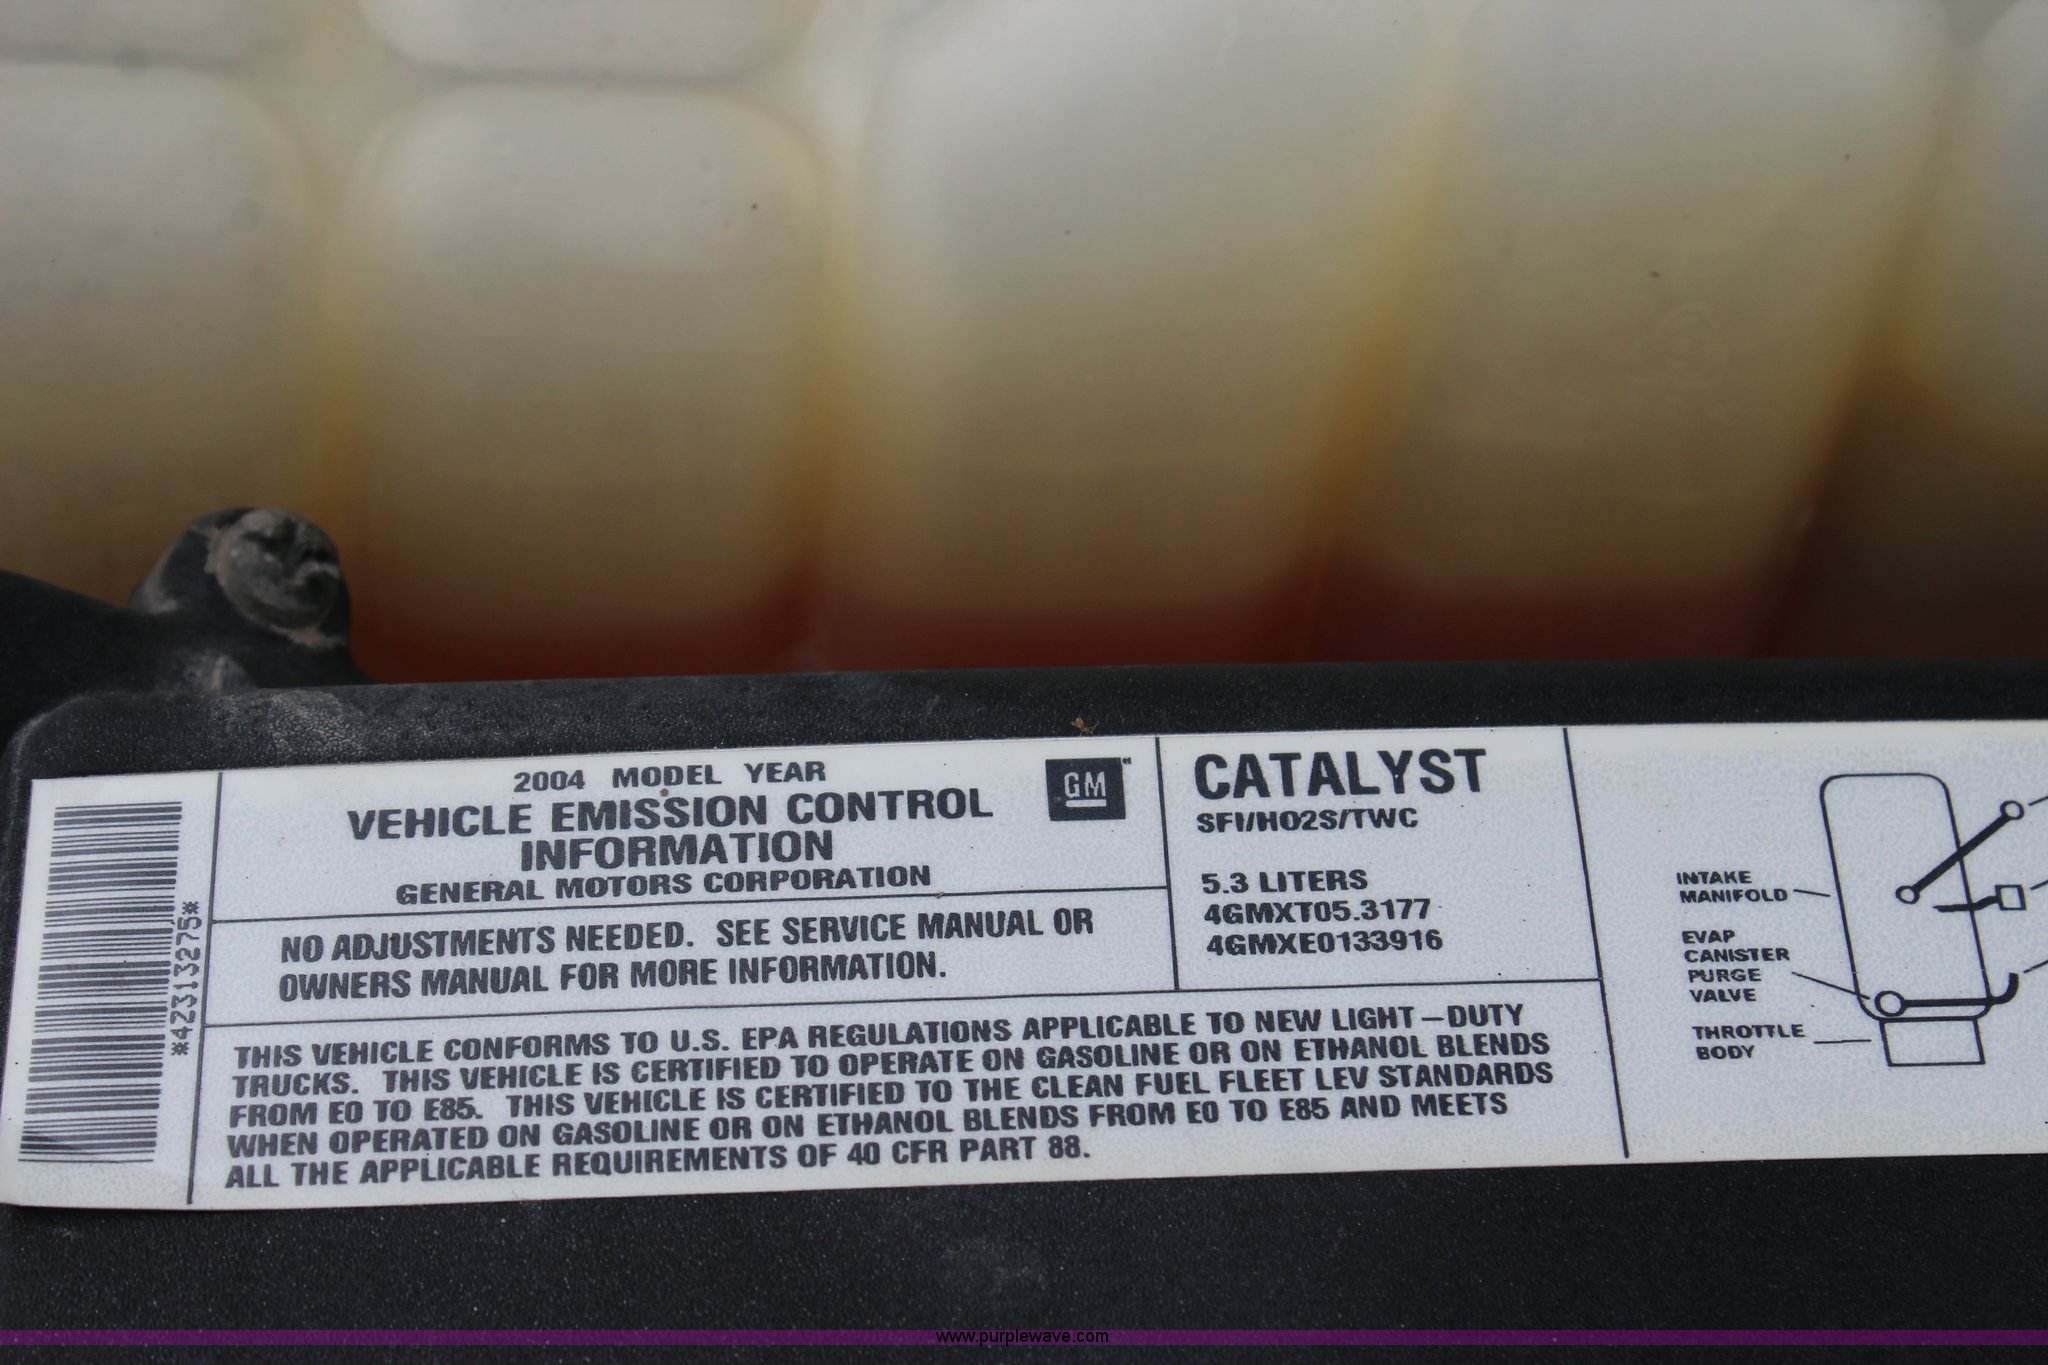 *423132275*
2004 MODEL YEAR
VEHICLE EMISSION CONTROL
INFORMATION
GENERAL MOTORS CORPORATION
GM
NO ADJUSTMENTS NEEDED. SEE SERVICE MANUAL OR
OWNERS MANUAL FOR MORE INFORMATION.
CATALYST
SFI/HO2S/TWC
5.3 LITERS
4GMXT05.3177
4GMXE0133916
THIS VEHICLE CONFORMS TO U.S. EPA REGULATIONS APPLICABLE TO NEW LIGHT-DUTY
TRUCKS. THIS VEHICLE IS CERTIFIED TO OPERATE ON GASOLINE OR ON ETHANOL BLENDS
FROM E0 TO E85. THIS VEHICLE IS CERTIFIED TO THE CLEAN FUEL FLEET LEV STANDARDS
WHEN OPERATED ON GASOLINE OR ON ETHANOL BLENDS FROM E0 TO E85 AND MEETS
ALL THE APPLICABLE REQUIREMENTS OF 40 CFR PART 88.
INTAKE
MANIFOLD
EVAP
CANISTER
PURGE
VALVE
THROTTLE
BODY
www.purplewave.com